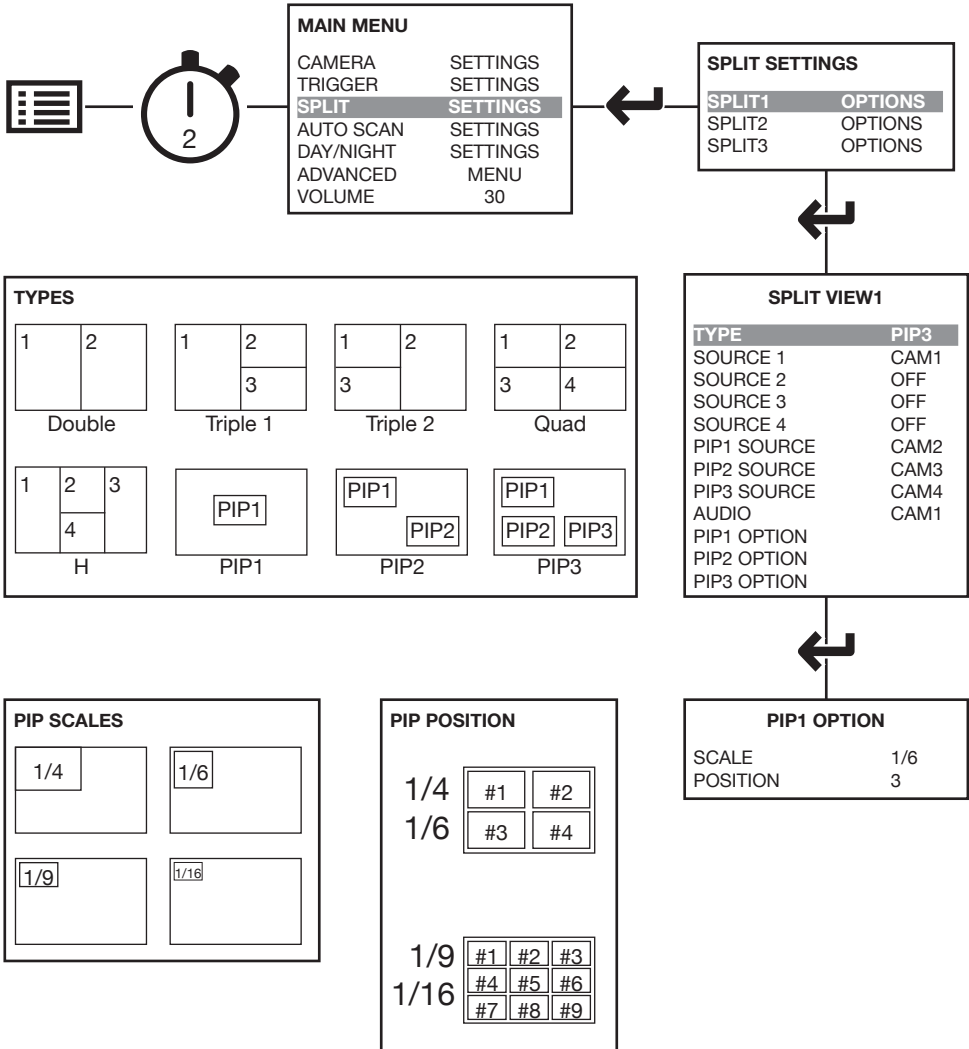 2
MAIN MENU
CAMERA SETTINGS
TRIGGER SETTINGS
SPLIT SETTINGS
AUTO SCAN SETTINGS
DAY/NIGHT SETTINGS
ADVANCED MENU
VOLUME 30
SPLIT SETTINGS
SPLIT1 OPTIONS
SPLIT2 OPTIONS
SPLIT3 OPTIONS
TYPES
1 2
Double
1 2
3
Triple 1
1 2
3
Triple 2
1 2
3 4
Quad
1 2 3
4
H
PIP1
PIP1
PIP1
PIP2
PIP2
PIP1
PIP2 PIP3
PIP3
SPLIT VIEW1
TYPE PIP3
SOURCE 1 CAM1
SOURCE 2 OFF
SOURCE 3 OFF
SOURCE 4 OFF
PIP1 SOURCE CAM2
PIP2 SOURCE CAM3
PIP3 SOURCE CAM4
AUDIO CAM1
PIP1 OPTION
PIP2 OPTION
PIP3 OPTION
PIP SCALES
1/4
1/6
1/9
1/16
PIP POSITION
1/4 #1 #2
1/6 #3 #4
1/9 #1 #2 #3
#4 #5 #6
1/16
#7 #8 #9
PIP1 OPTION
SCALE 1/6
POSITION 3